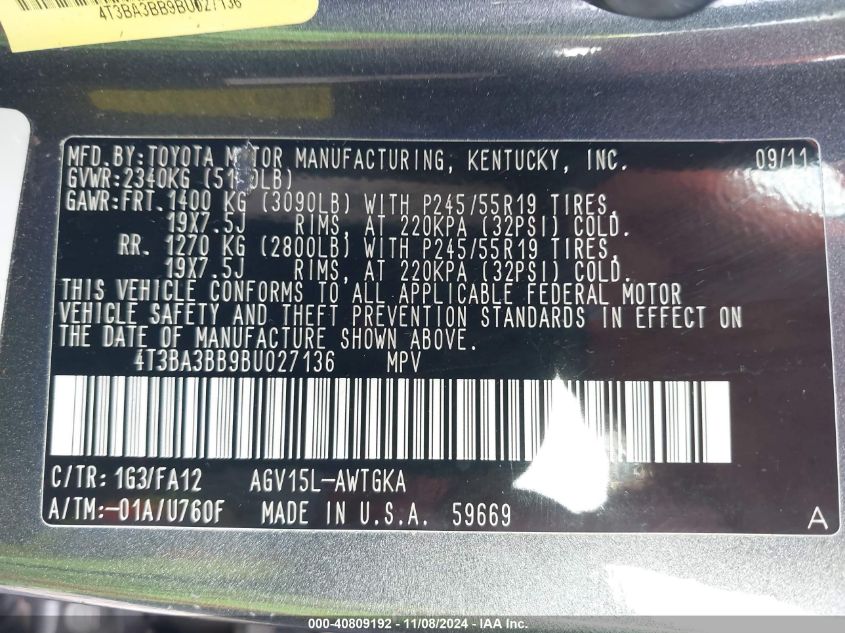 4T3BA3BB9BU027136
MFD.BY:TOYOTA MOTOR MANUFACTURING, KENTUCKY, INC. 09/11
GVWR:2340KG
GAWR:FRT.1400 KG (3090LB) WITH P245/55R19 TIRES,
19X7.5J RIMS, AT 220KPA (32PSI) COLD.
RR. 1270 KG (2800LB) WITH P245/55R19 TIRES,
19X7.5J RIMS, AT 220KPA (32PSI) COLD.
THIS VEHICLE CONFORMS TO ALL APPLICABLE FEDERAL MOTOR
VEHICLE SAFETY AND THEFT PREVENTION STANDARDS IN EFFECT ON
THE DATE OF MANUFACTURE SHOWN ABOVE.
4T3BA3BB9BU027136 MPV
C/TR: 1G3/FA12 AGV15L-AWTGKA
A/TM:-01A/U760F MADE IN U.S.A. 59669 A
000-40809192 - 11/08/2024 - IAA Inc.